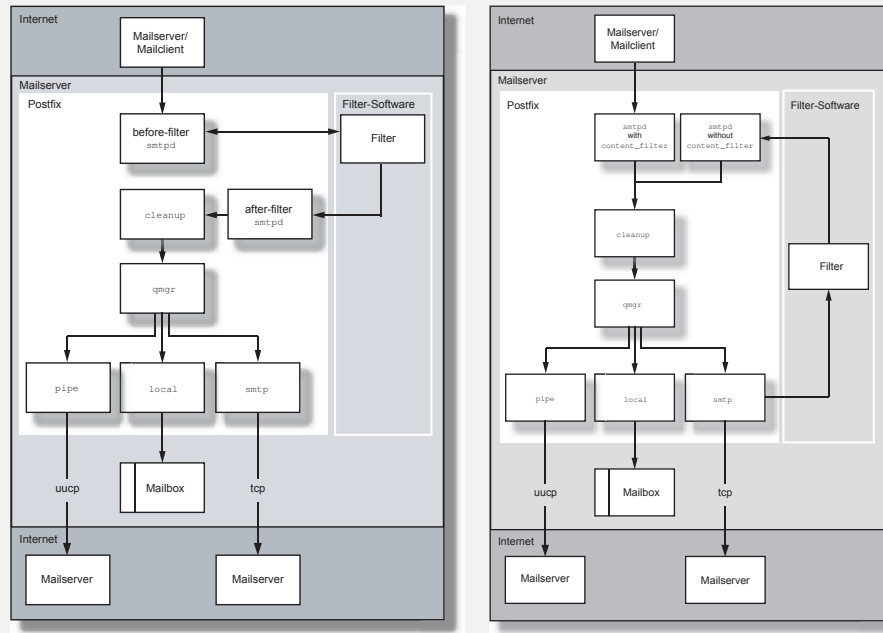 Internet
Mailserver/
Mailclient
Mailserver
Postfix
Filter-Software
before-filter
smtpd
Filter
cleanup
after-filter
smtpd
qmgr
pipe
local
smtp
uucp
Mailbox
tcp
Internet
Mailserver
Mailserver
Internet
Mailserver/
Mailclient
Mailserver
Postfix
Filter-Software
smtpd
with
content_filter
smtpd
without
content_filter
cleanup
Filter
qmgr
pipe
local
smtp
uucp
Mailbox
tcp
Internet
Mailserver
Mailserver